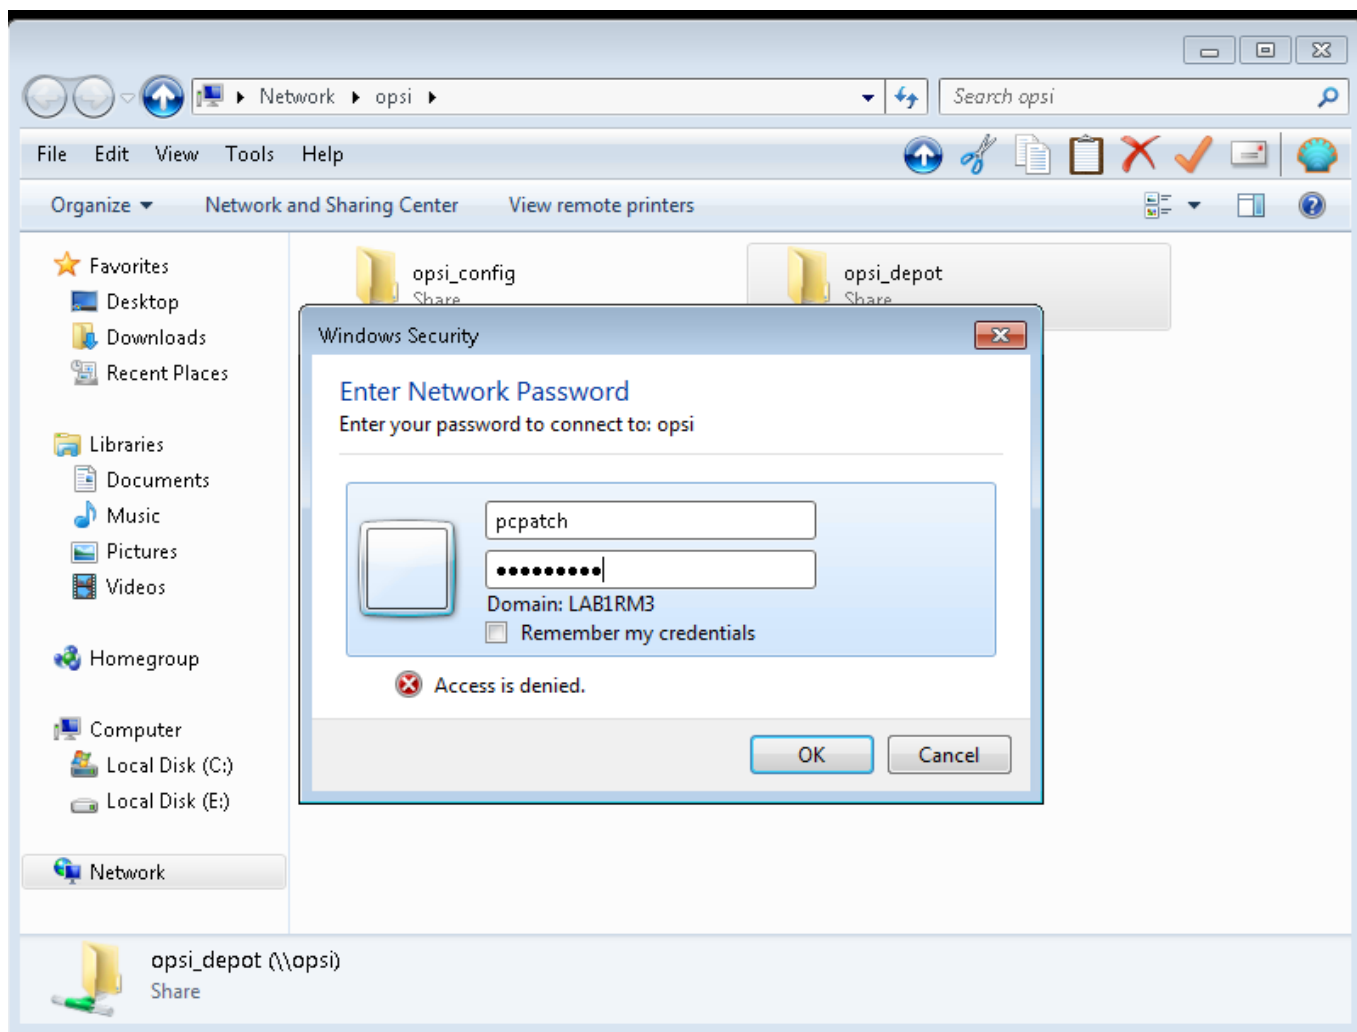 Network opsi
Search opsi
File Edit View Tools Help
Organize Network and Sharing Center View remote printers
Favorites
Desktop
Downloads
Recent Places
Libraries
Documents
Music
Pictures
Videos
Homegroup
Computer
Local Disk (C:)
Local Disk (E:)
Network
opsi_config
Share
opsi_depot
Share
Windows Security
Enter Network Password
Enter your password to connect to: opsi
pcpatch
●●●●●●●●●
Domain: LAB1RM3
Remember my credentials
Access is denied.
OK Cancel
opsi_depot (\\opsi)
Share